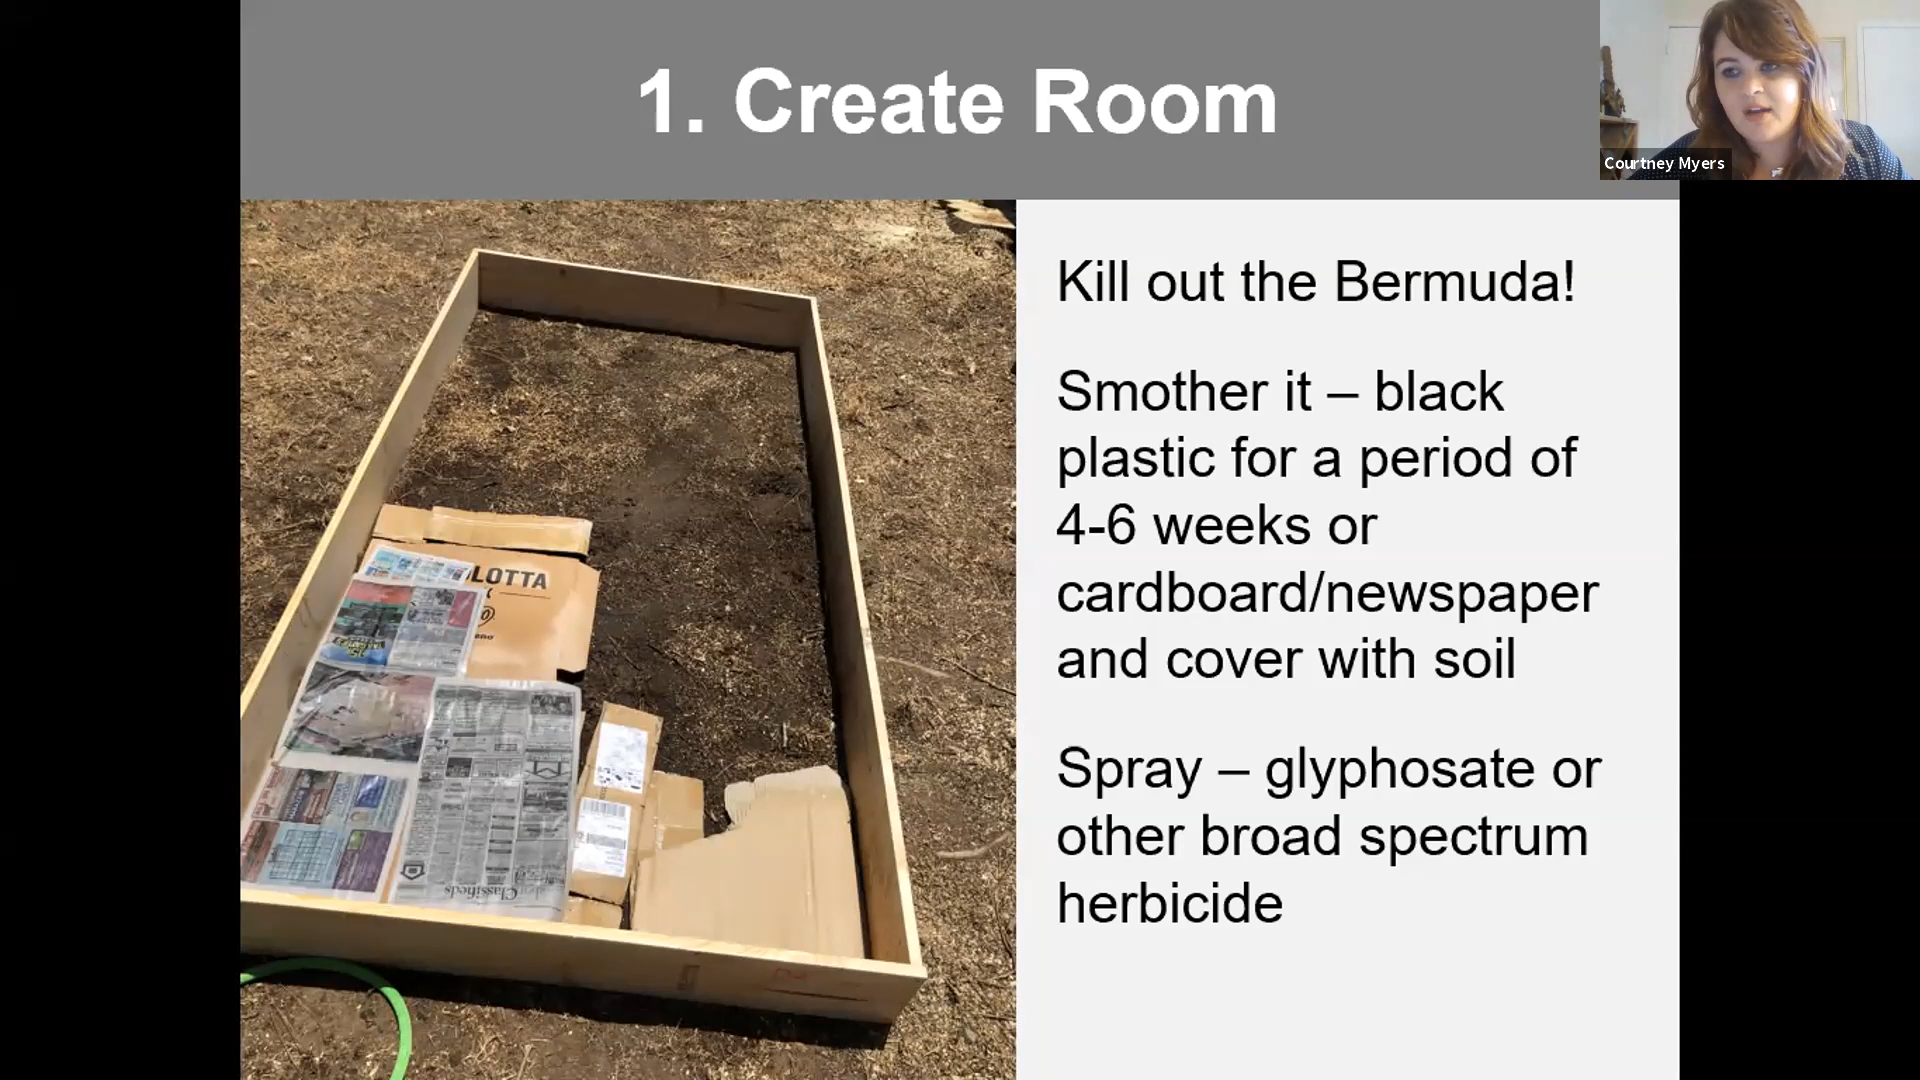 1. Create Room
Courtney Myers
Kill out the Bermuda!
Smother it – black
plastic for a period of
4-6 weeks or
cardboard/newspaper
and cover with soil
Spray – glyphosate or
other broad spectrum
herbicide
LOTTA
Classifieds